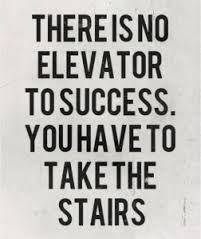 THERE IS NO
ELEVATOR
TO SUCCESS.
YOU HAVE TO
TAKE THE
STAIRS